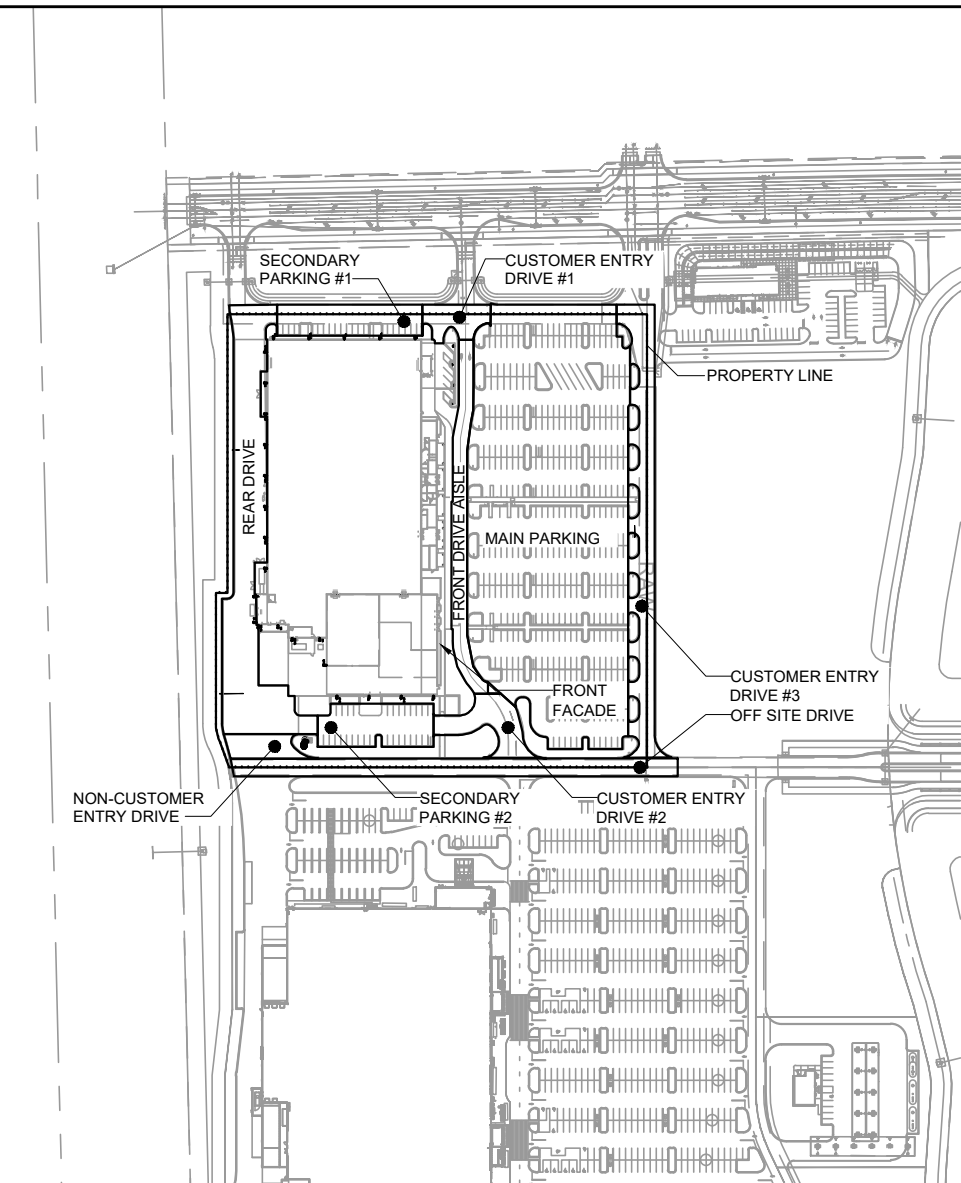 SECONDARY
PARKING #1
CUSTOMER ENTRY
DRIVE #1
PROPERTY LINE
REAR DRIVE
FRONT DRIVE AISLE
MAIN PARKING
CUSTOMER ENTRY
DRIVE #3
FRONT
FACADE
OFF SITE DRIVE
NON-CUSTOMER
ENTRY DRIVE
SECONDARY
PARKING #2
CUSTOMER ENTRY
DRIVE #2